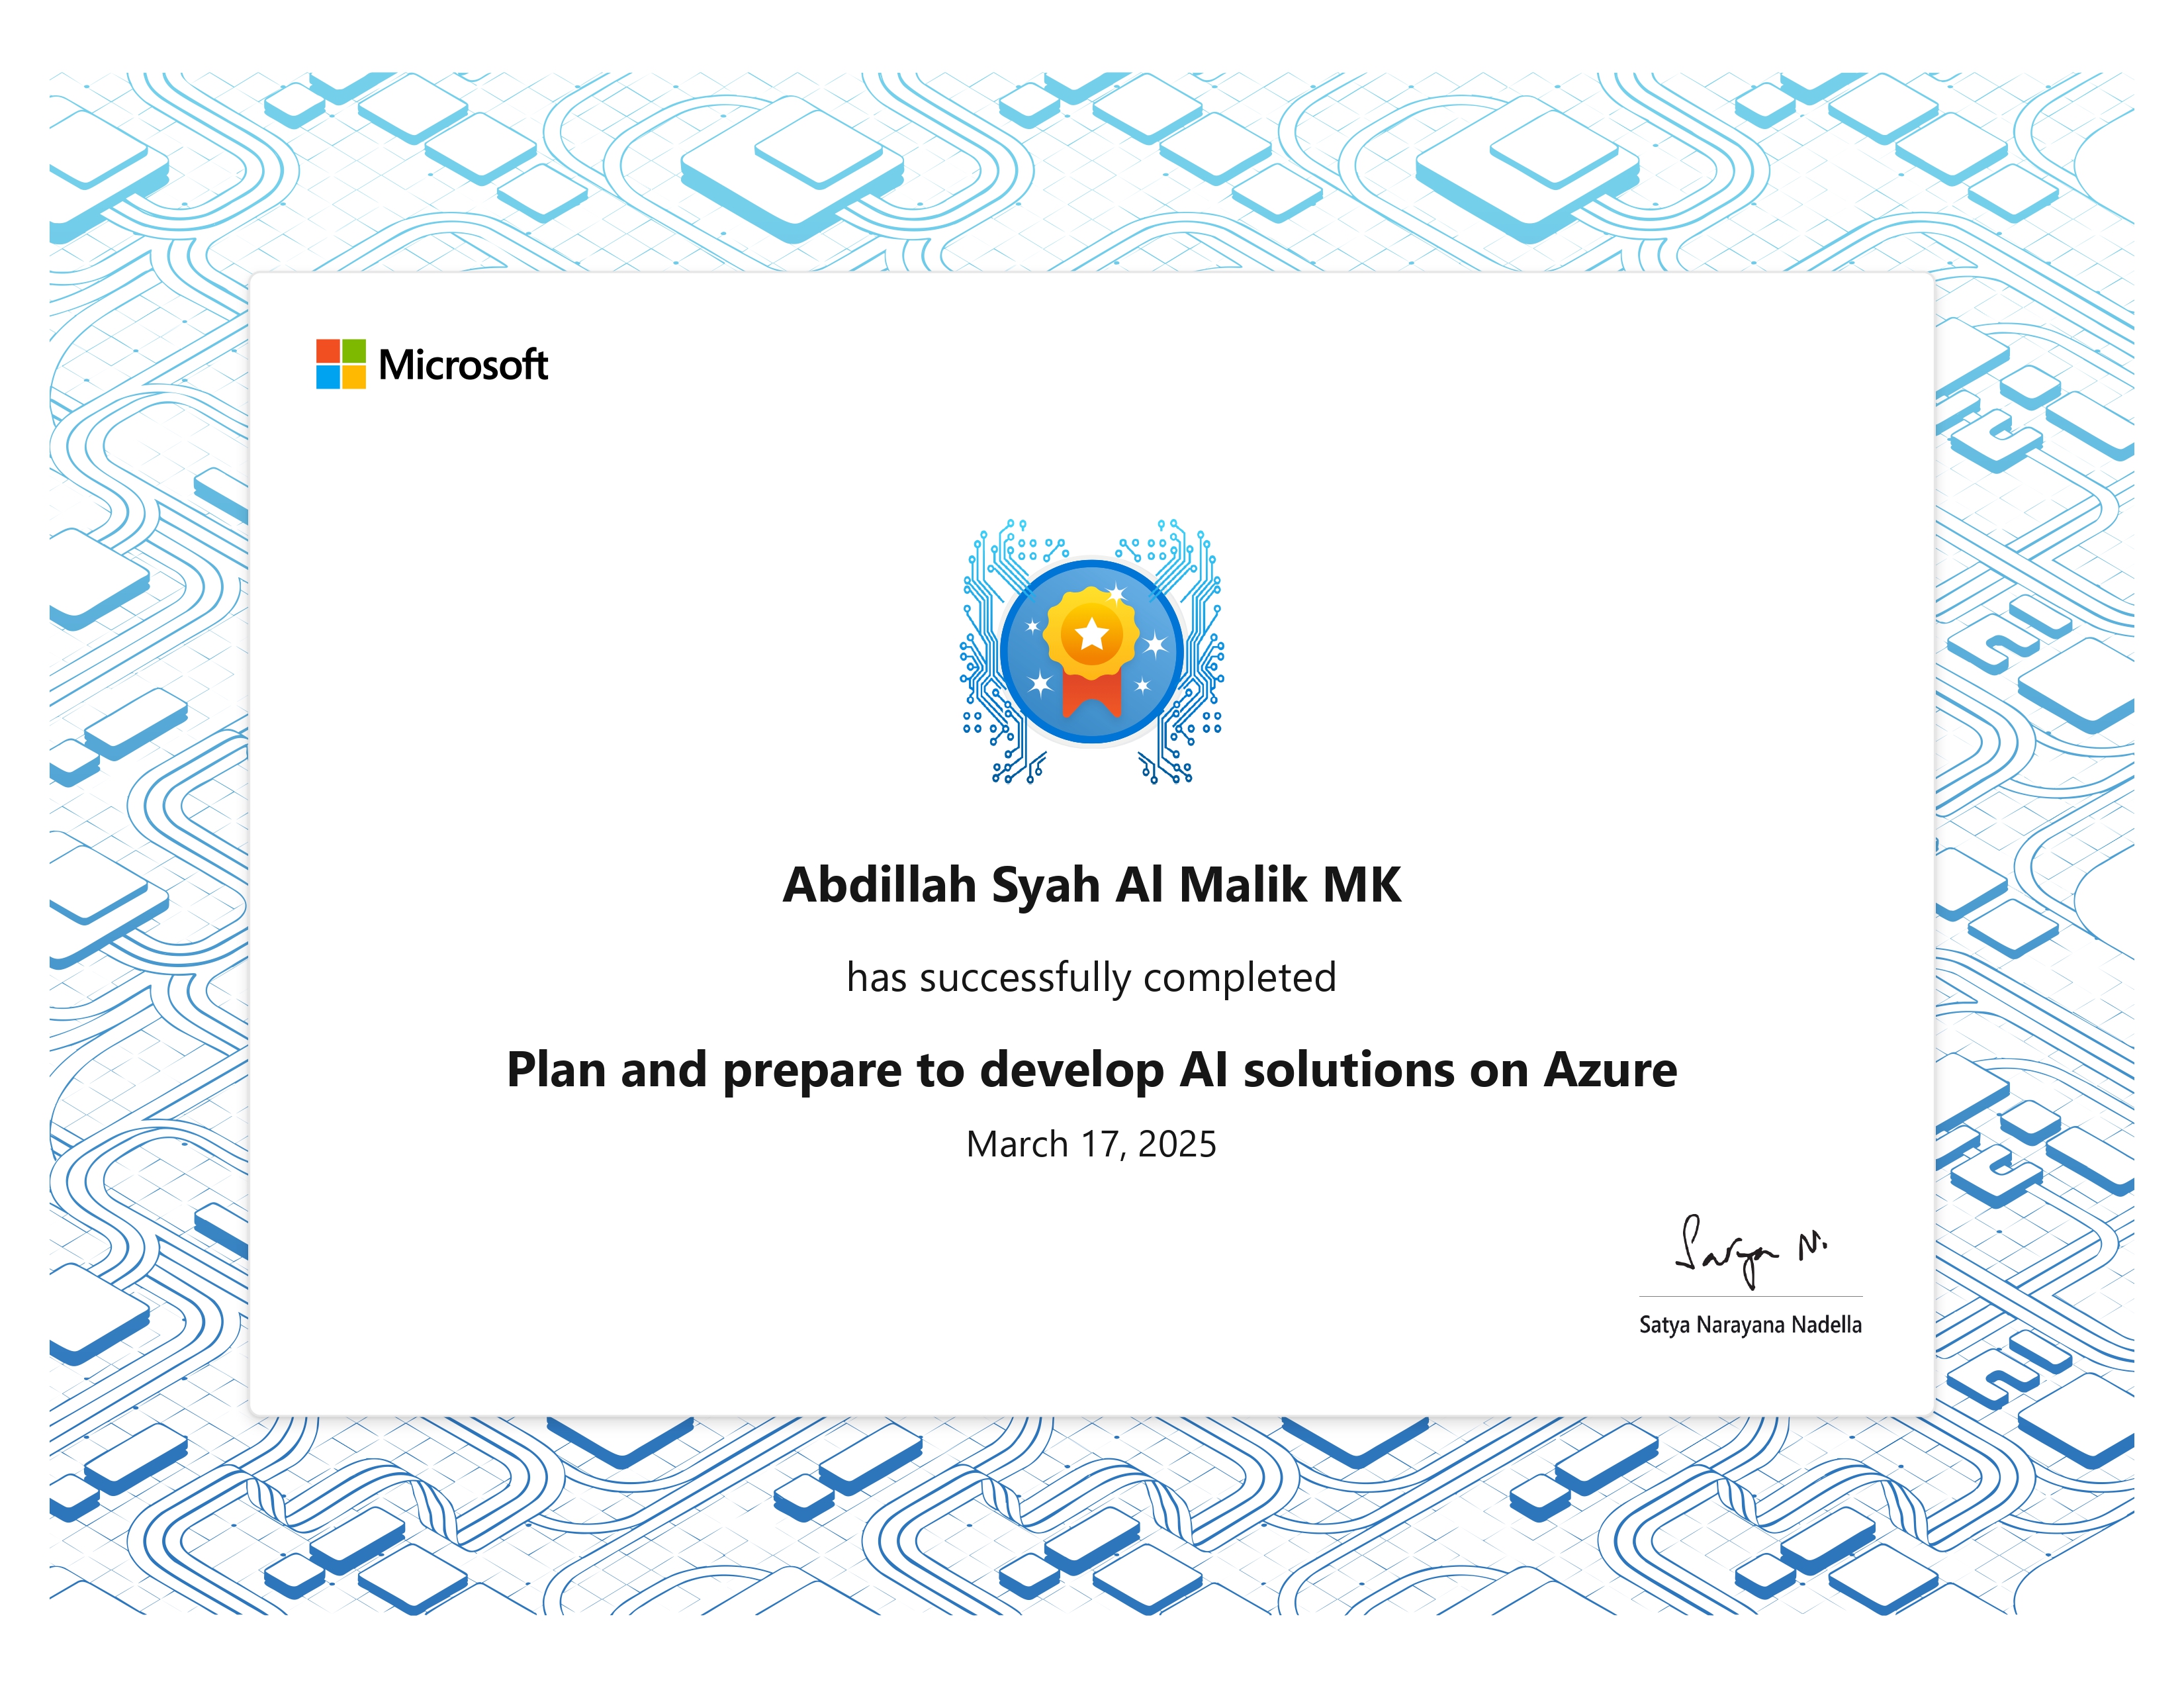 Microsoft
Abdillah Syah Al Malik MK
has successfully completed
Plan and prepare to develop AI solutions on Azure
March 17, 2025
Satya N.
Satya Narayana Nadella